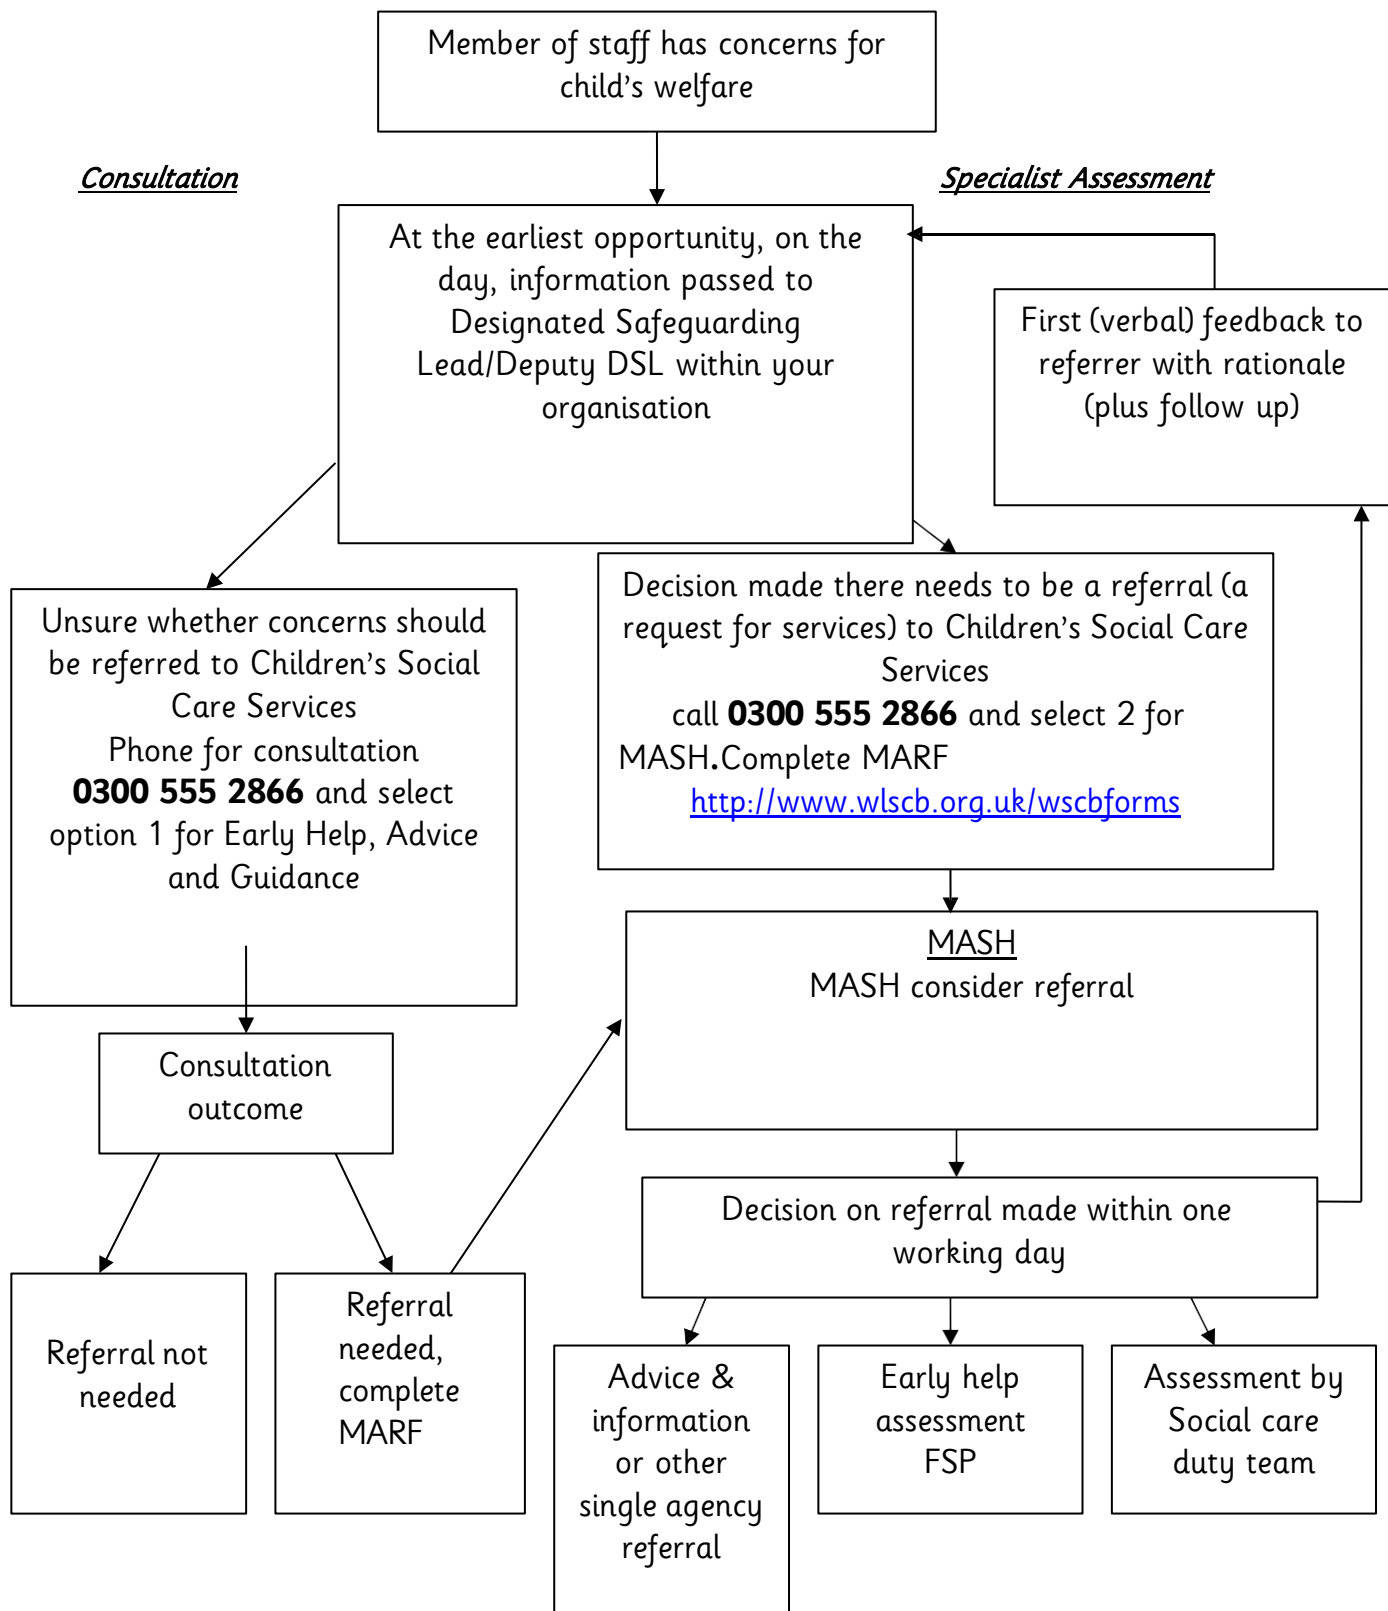 Member of staff has concerns for
child's welfare
Consultation
Specialist Assessment
At the earliest opportunity, on the
day, information passed to
Designated Safeguarding
Lead/Deputy DSL within your
organisation
First (verbal) feedback to
referrer with rationale
(plus follow up)
Unsure whether concerns should
be referred to Children's Social
Care Services
Phone for consultation
0300 555 2866 and select
option 1 for Early Help, Advice
and Guidance
Decision made there needs to be a referral (a
request for services) to Children's Social Care
Services
call 0300 555 2866 and select 2 for
MASH.Complete MARF
http://www.wlscb.org.uk/wscbforms
MASH
MASH consider referral
Consultation
outcome
Decision on referral made within one
working day
Referral not
needed
Referral
needed,
complete
MARF
Advice &
information
or other
single agency
referral
Early help
assessment
FSP
Assessment by
Social care
duty team